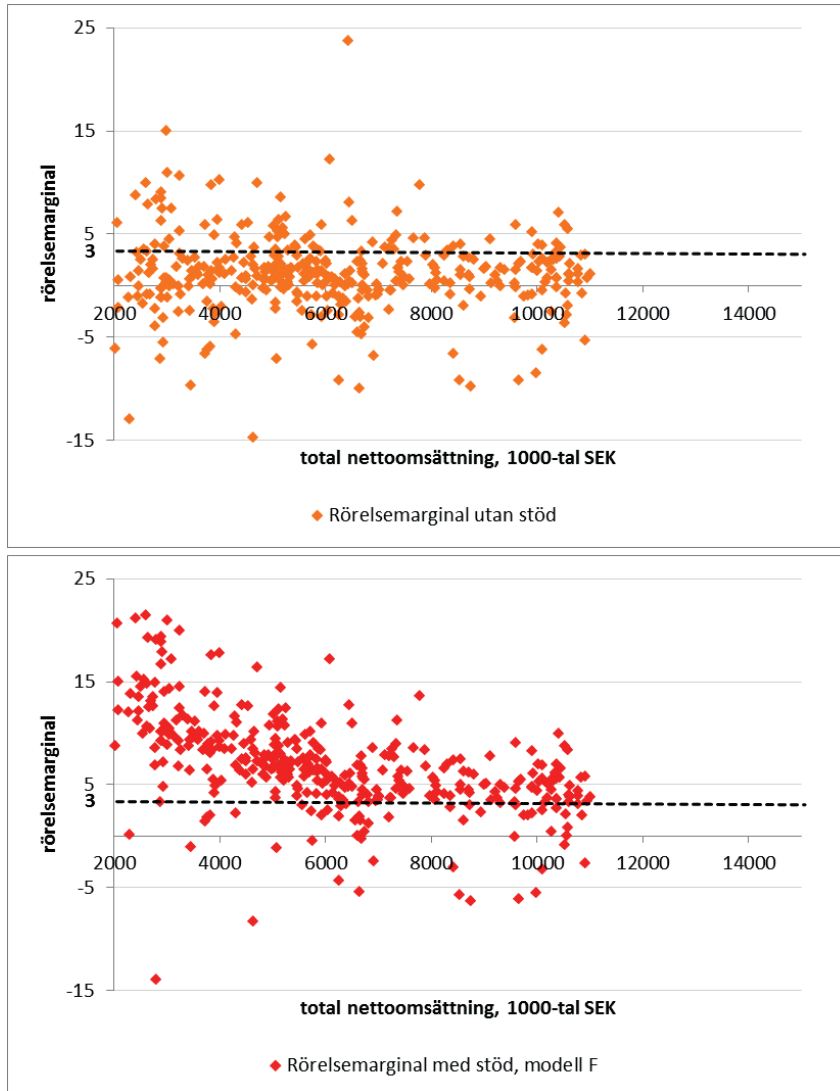 25
15
5
3
-5
-15
rörelsemarginal
2000 4000 6000 8000 10000 12000 14000
total nettoomsättning, 1000-tal SEK
Rörelsemarginal utan stöd
25
15
5
3
-5
-15
rörelsemarginal
2000 4000 6000 8000 10000 12000 14000
total nettoomsättning, 1000-tal SEK
Rörelsemarginal med stöd, modell F